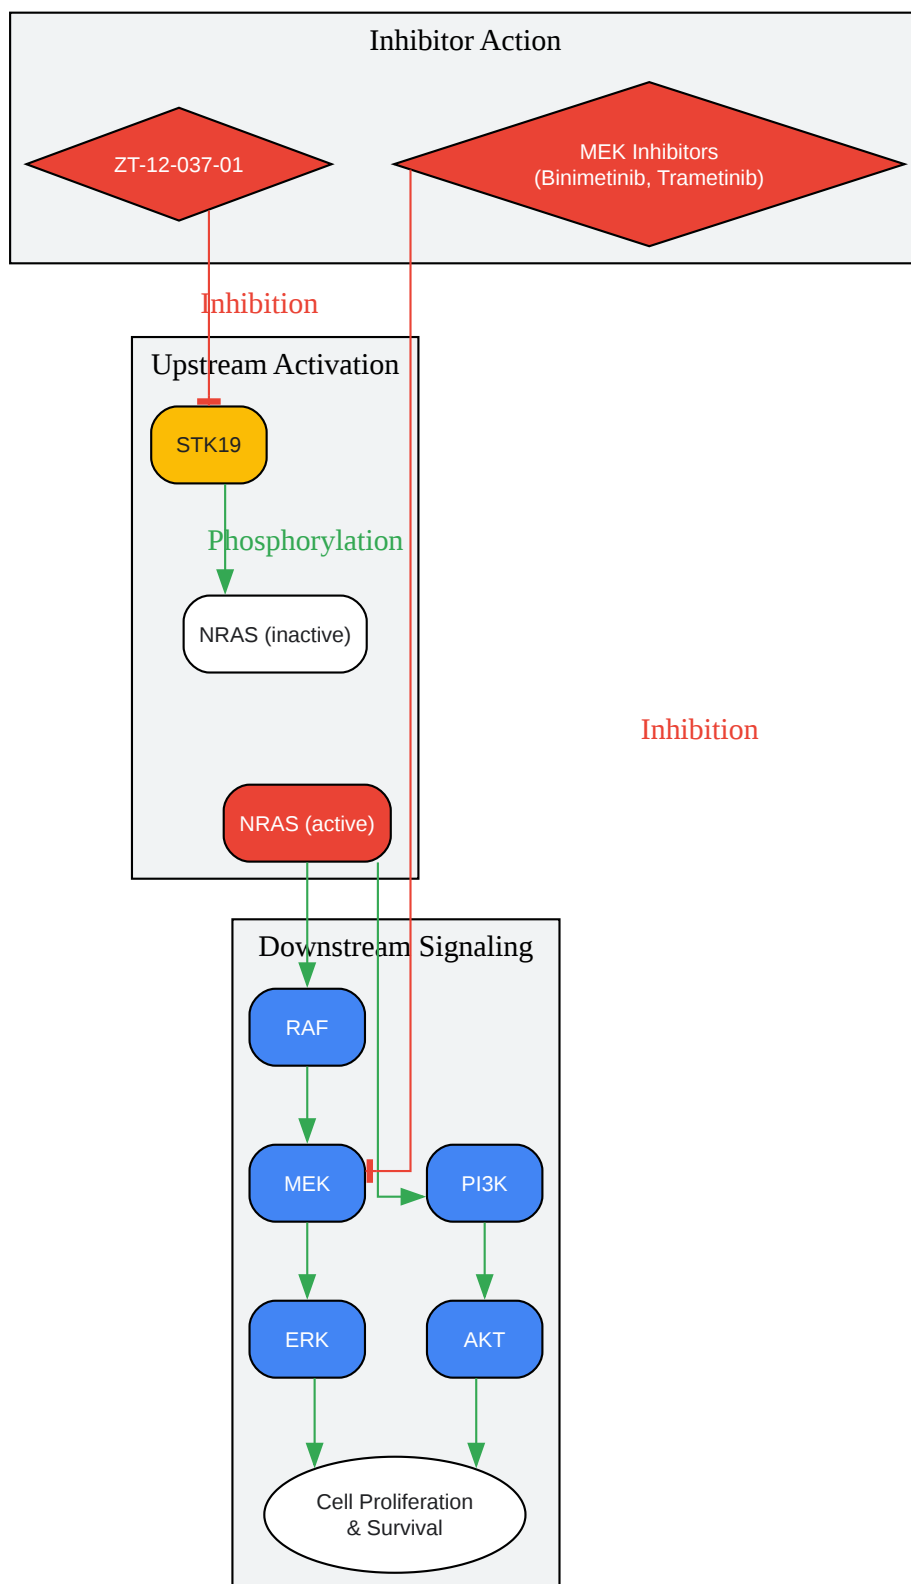 Inhibitor Action
ZT-12-037-01
MEK Inhibitors
(Binimetinib, Trametinib)
Inhibition
Upstream Activation
STK19
Phosphorylation
NRAS (inactive)
Inhibition
NRAS (active)
Downstream Signaling
RAF
MEK
PI3K
ERK
AKT
Cell Proliferation
& Survival